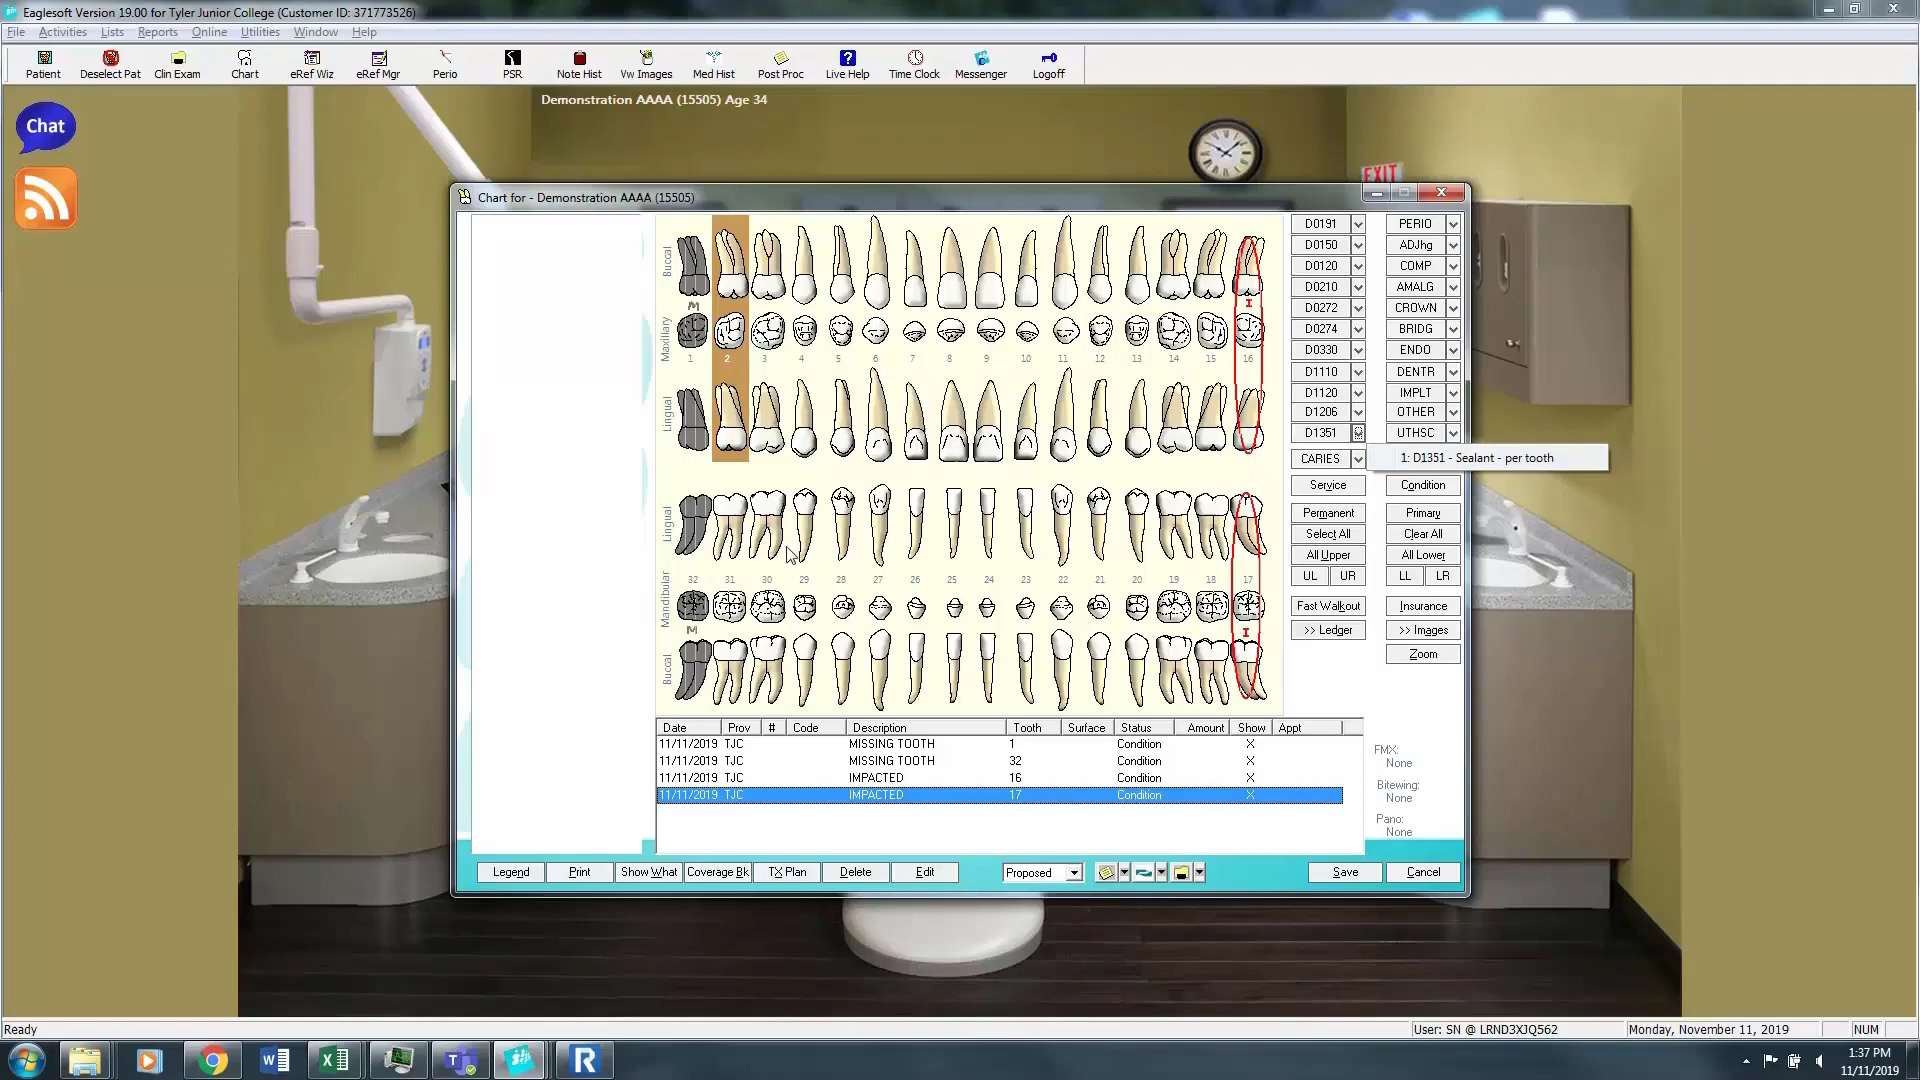 Eaglesoft Version 19.00 for Tyler Junior College (Customer ID: 371773526)
File Activities Lists Reports Online Utilities Window Help
Patient Deselect Pat Clin Exam Chart eRef Wiz eRef Mgr Perio PSR Note Hist Vw Images Med Hist Post Proc Live Help Time Clock Messenger Logoff
Demonstration AAAA (15505) Age 34
Chat
EXIT
Chart for - Demonstration AAAA (15505)
Buccal
Maxillary
Lingual
M
I
1 2 3 4 5 6 7 8 9 10 11 12 13 14 15 16
Lingual
Mandibular
Buccal
32 31 30 29 28 27 26 25 24 23 22 21 20 19 18 17
M
I
D0191 PERIO
D0150 ADJhg
D0120 COMP
D0210 AMALG
D0272 CROWN
D0274 BRIDG
D0330 ENDO
D1110 DENTR
D1120 IMPLT
D1206 OTHER
D1351 UTHSC
CARIES
1: D1351 - Sealant - per tooth
Service Condition
Permanent Primary
Select All Clear All
All Upper All Lower
UL UR LL LR
Fast Walkout Insurance
>> Ledger >> Images
Zoom
Date Prov # Code Description Tooth Surface Status Amount Show Appt
11/11/2019 TJC MISSING TOOTH 1 Condition X
11/11/2019 TJC MISSING TOOTH 32 Condition X
11/11/2019 TJC IMPACTED 16 Condition X
11/11/2019 TJC IMPACTED 17 Condition X
FMX:
None
Bitewing:
None
Pano:
None
Legend Print Show What Coverage Bk TX Plan Delete Edit Proposed Save Cancel
Ready
User: SN @ LRND3XJQ562 Monday, November 11, 2019 NUM
1:37 PM
11/11/2019